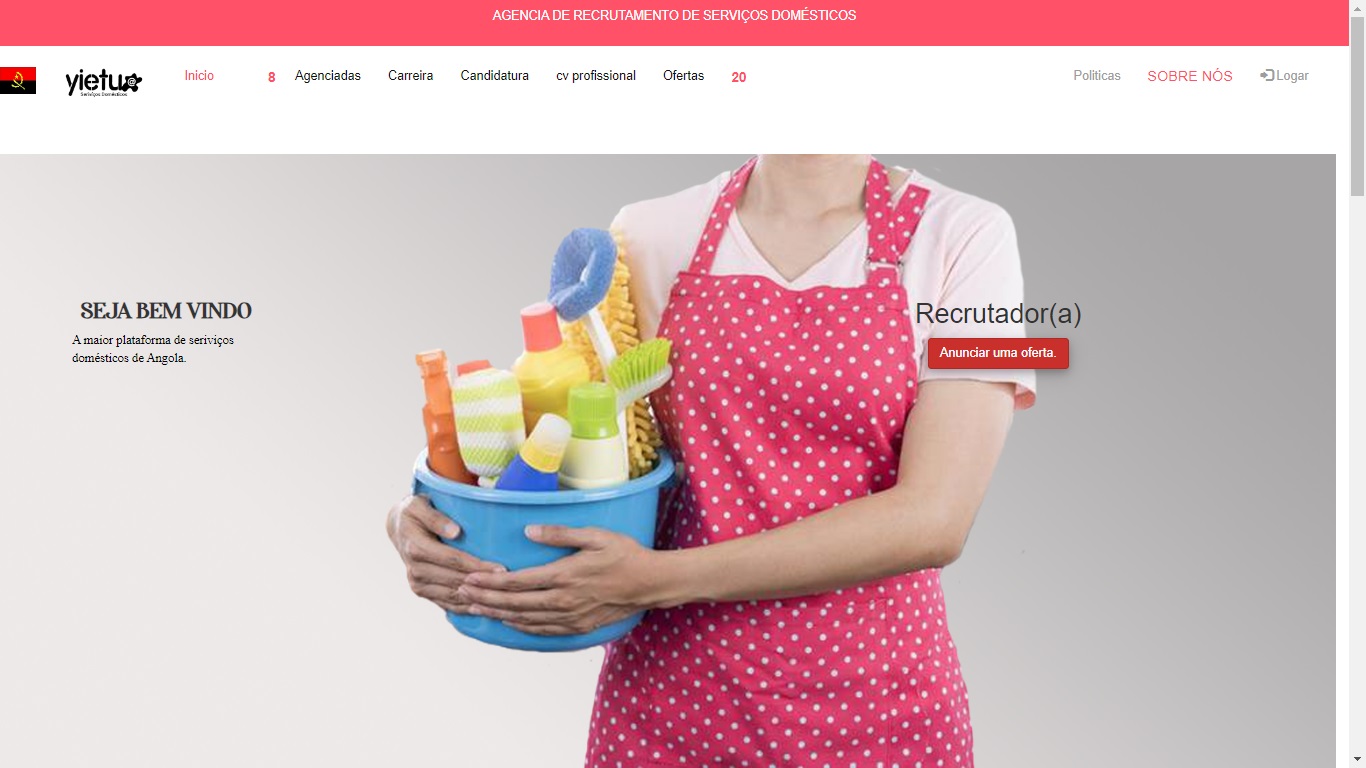 AGENCIA DE RECRUTAMENTO DE SERVIÇOS DOMÉSTICOS
yietu@
Serviços Domésticos
Inicio 8 Agenciadas Carreira Candidatura cv profissional Ofertas 20 Politicas SOBRE NÓS Logar
SEJA BEM VINDO
A maior plataforma de seriviços
domésticos de Angola.
Recrutador(a)
Anunciar uma oferta.